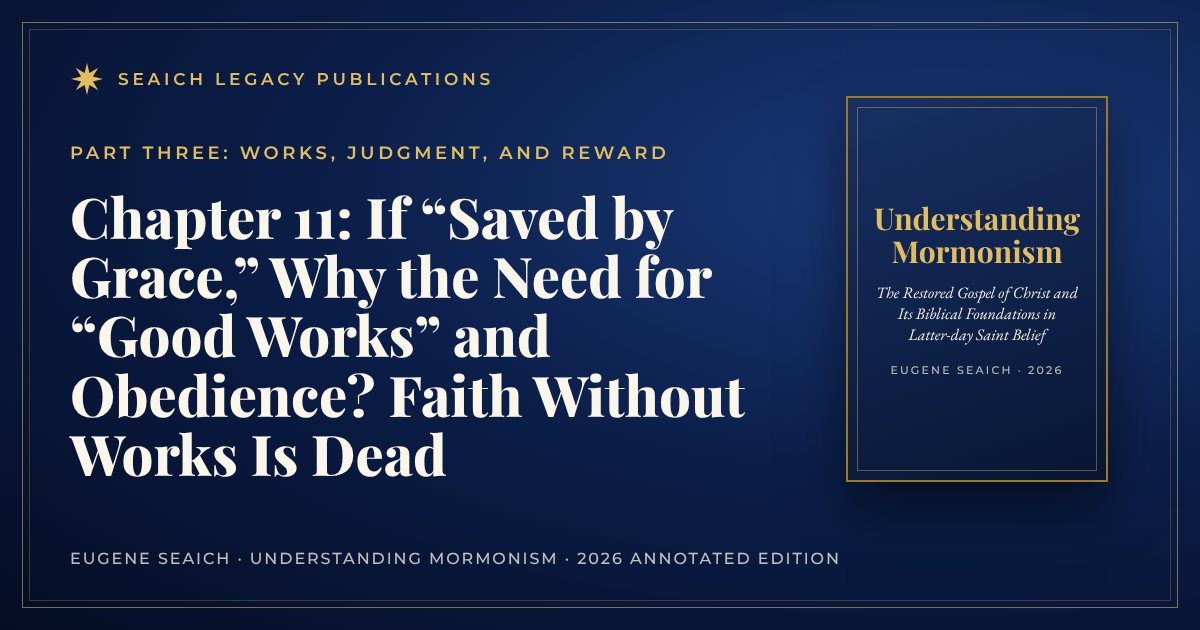 SEAICH LEGACY PUBLICATIONS
PART THREE: WORKS, JUDGMENT, AND REWARD
Chapter 11: If “Saved by
Grace,” Why the Need for
“Good Works” and
Obedience? Faith Without
Works Is Dead
EUGENE SEAICH · UNDERSTANDING MORMONISM · 2026 ANNOTATED EDITION
Understanding
Mormonism
The Restored Gospel of Christ and
Its Biblical Foundations in
Latter-day Saint Belief
EUGENE SEAICH · 2026